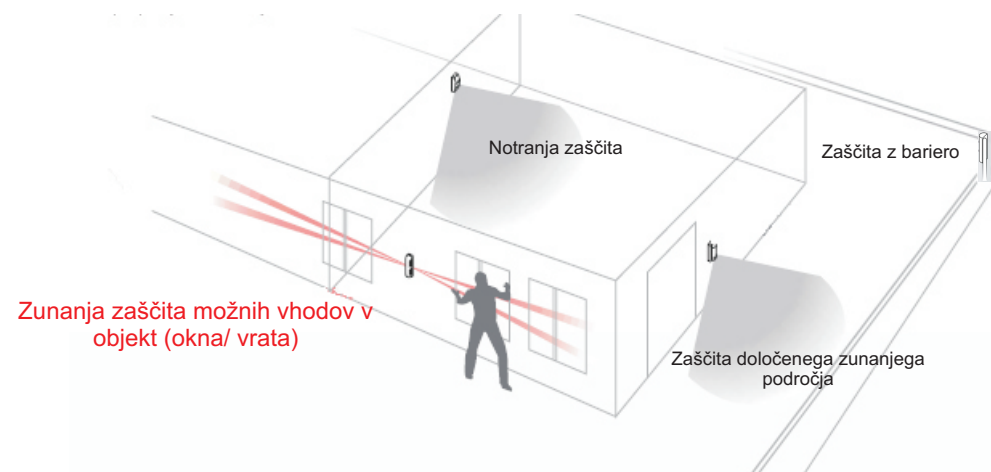 Notranja zaščita
Zaščita z bariero
Zunanja zaščita možnih vhodov v
objekt (okna/ vrata)
Zaščita določenega zunanjega
področja